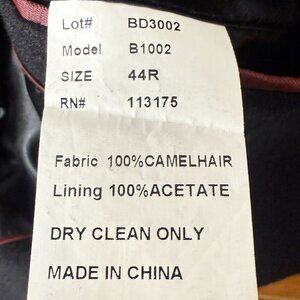 Lot# BD3002
Model B1002
SIZE 44R
RN# 113175
Fabric 100%CAMELHAIR
Lining 100%ACETATE
DRY CLEAN ONLY
MADE IN CHINA